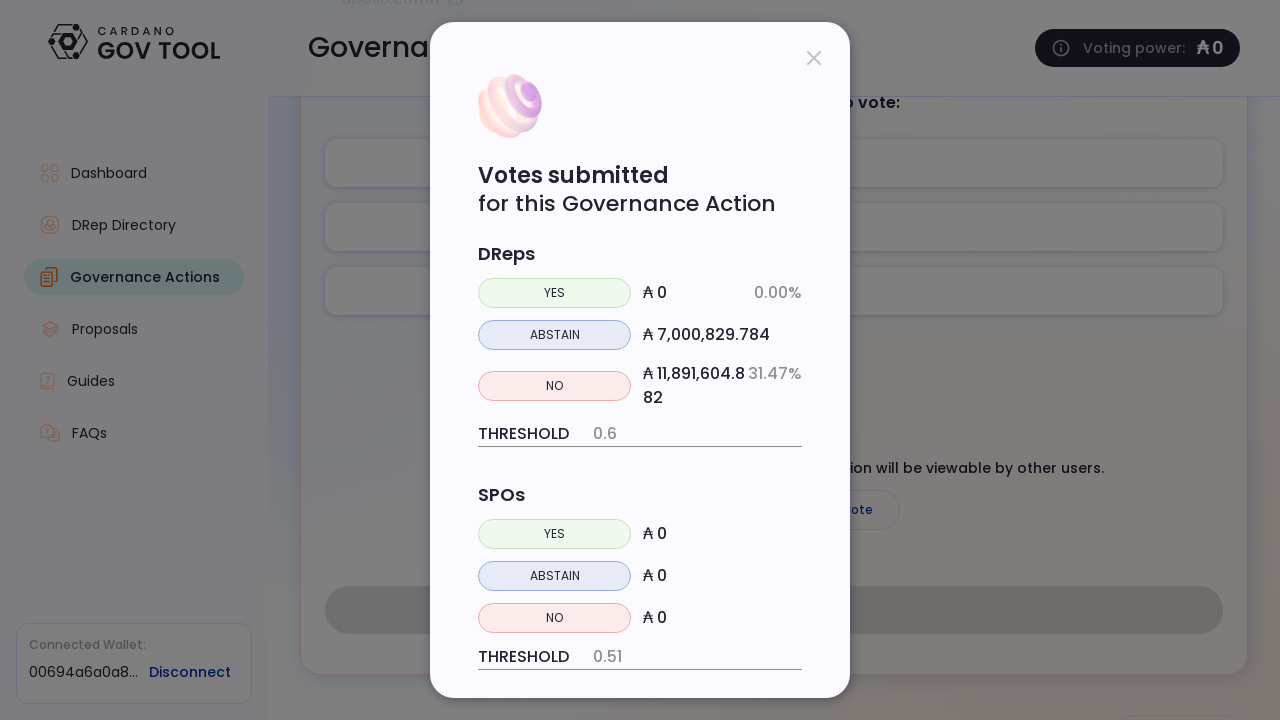 CARDANO
GOV TOOL
Governa
Voting power: ₳ 0
o vote:
Dashboard
DRep Directory
Governance Actions
Proposals
Guides
FAQs
Connected Wallet:
00694a6a0a8... Disconnect
Votes submitted
for this Governance Action
DReps
YES ₳ 0 0.00%
ABSTAIN ₳ 7,000,829.784
NO ₳ 11,891,604.8 31.47%
82
THRESHOLD 0.6
SPOs
YES ₳ 0
ABSTAIN ₳ 0
NO ₳ 0
THRESHOLD 0.51
ion will be viewable by other users.
ote